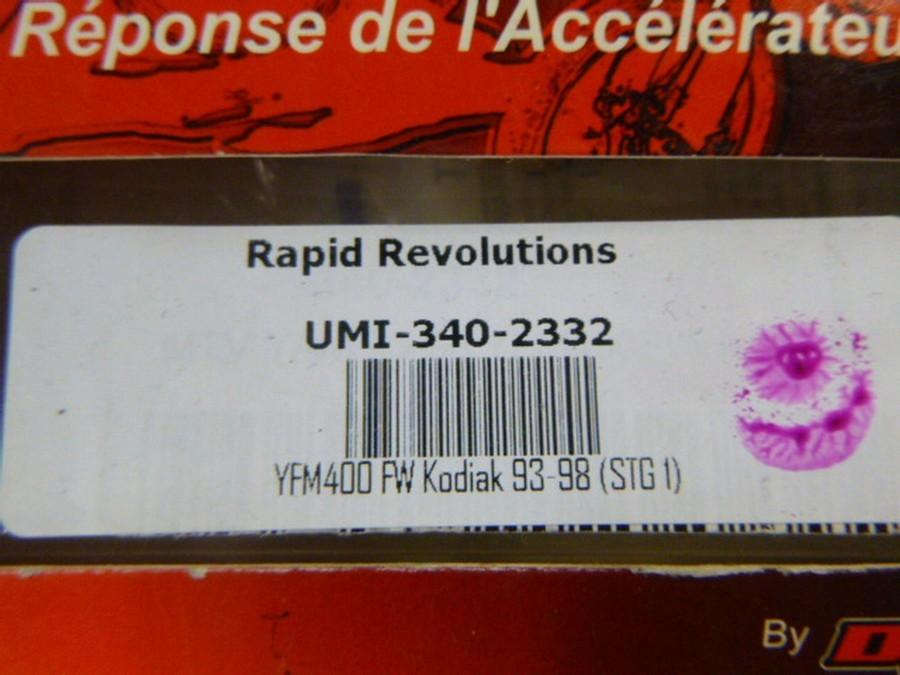 Réponse de l'Accélérateu
Rapid Revolutions
UMI-340-2332
YFM400 FW Kodiak 93-98 (STG 1)
By